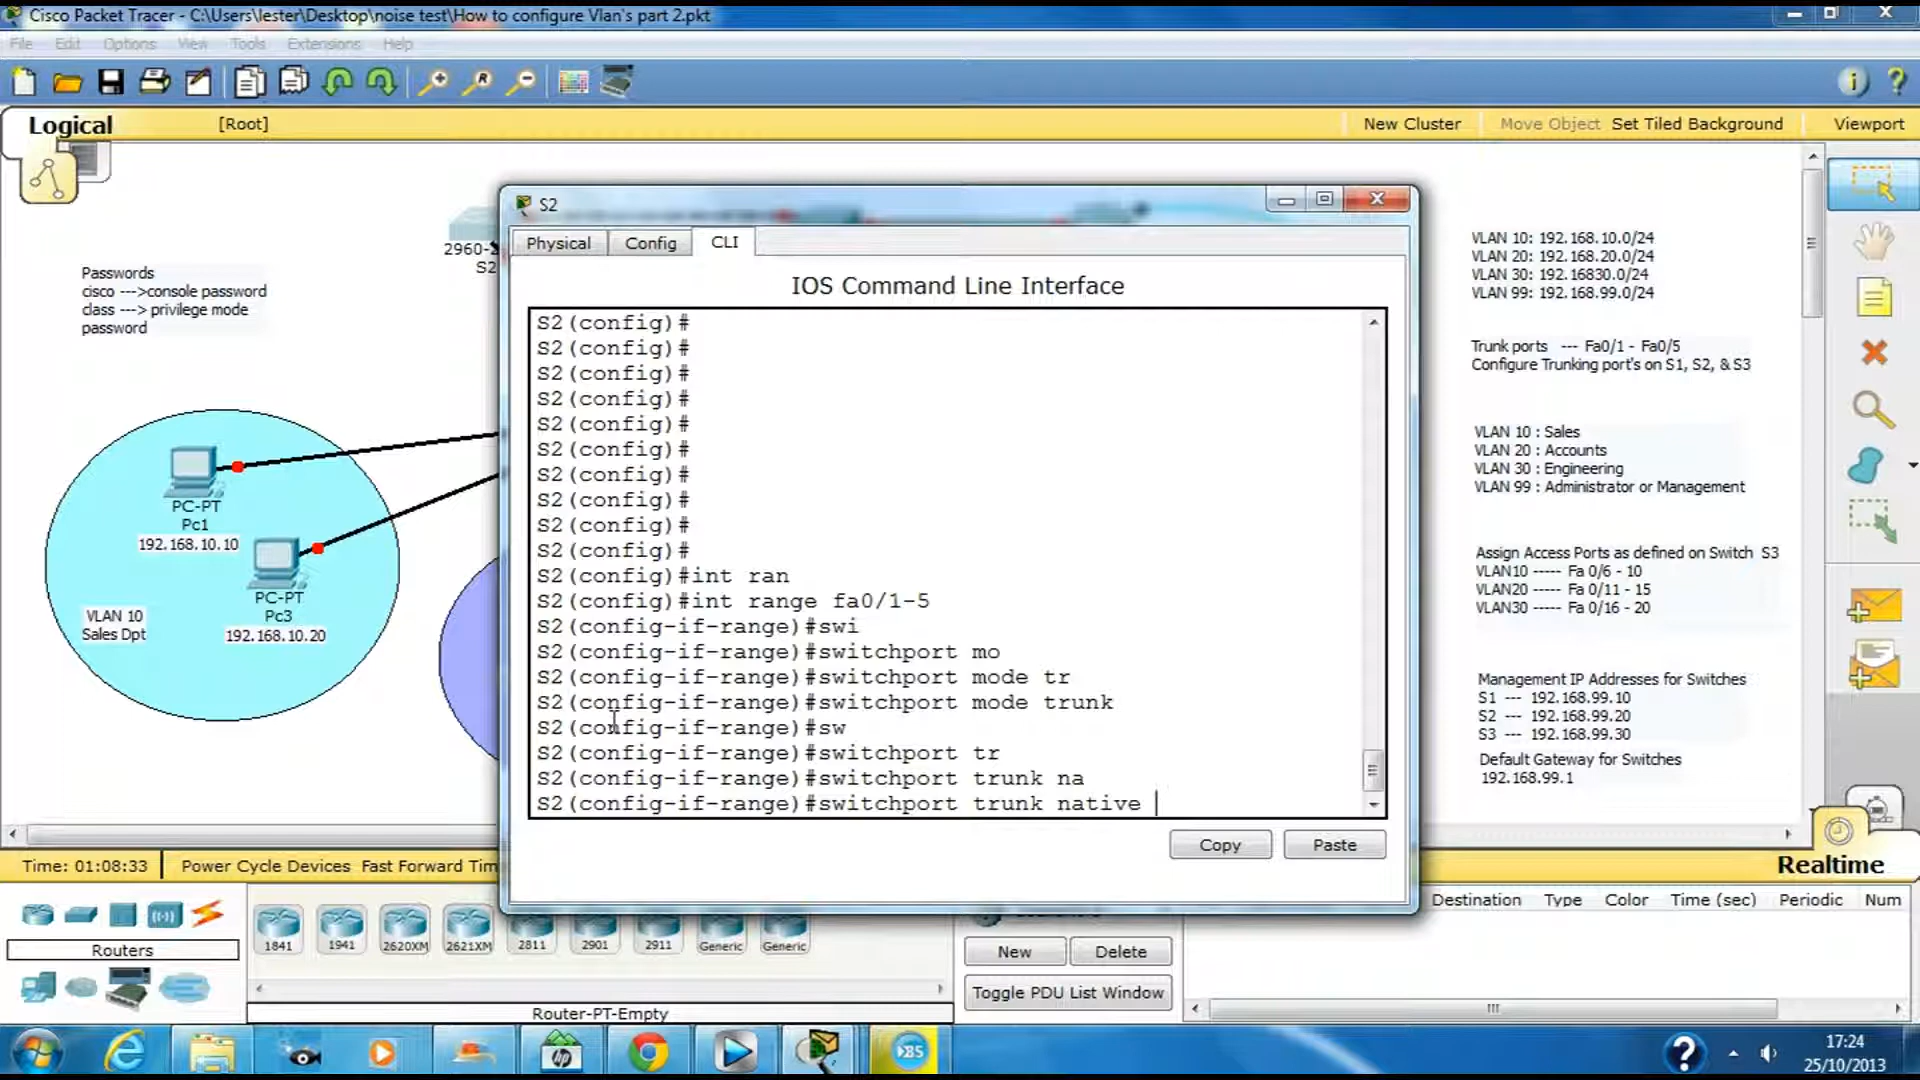 Cisco Packet Tracer - C:\Users\lester\Desktop\noise test\How to configure Vlan's part 2.pkt
File Edit Options View Tools Extensions Help
Logical [Root] New Cluster Move Object Set Tiled Background Viewport
S2
Physical Config CLI
IOS Command Line Interface
S2(config)#
S2(config)#
S2(config)#
S2(config)#
S2(config)#
S2(config)#
S2(config)#
S2(config)#
S2(config)#
S2(config)#
S2(config)#int ran
S2(config)#int range fa0/1-5
S2(config-if-range)#swi
S2(config-if-range)#switchport mo
S2(config-if-range)#switchport mode tr
S2(config-if-range)#switchport mode trunk
S2(config-if-range)#sw
S2(config-if-range)#switchport tr
S2(config-if-range)#switchport trunk na
S2(config-if-range)#switchport trunk native
Copy Paste
2960-2
S2
Passwords
cisco --->console password
class ---> privilege mode
password
PC-PT
Pc1
192.168.10.10
PC-PT
Pc3
192.168.10.20
VLAN 10
Sales Dpt
VLAN 10: 192.168.10.0/24
VLAN 20: 192.168.20.0/24
VLAN 30: 192.16830.0/24
VLAN 99: 192.168.99.0/24
Trunk ports --- Fa0/1 - Fa0/5
Configure Trunking port's on S1, S2, & S3
VLAN 10 : Sales
VLAN 20 : Accounts
VLAN 30 : Engineering
VLAN 99 : Administrator or Management
Assign Access Ports as defined on Switch S3
VLAN10 ----- Fa 0/6 - 10
VLAN20 ----- Fa 0/11 - 15
VLAN30 ----- Fa 0/16 - 20
Management IP Addresses for Switches
S1 --- 192.168.99.10
S2 --- 192.168.99.20
S3 --- 192.168.99.30
Default Gateway for Switches
192.168.99.1
Time: 01:08:33 Power Cycle Devices Fast Forward Tim
Realtime
Routers
1841 1941 2620XM 2621XM 2811 2901 2911 Generic Generic
Router-PT-Empty
New Delete
Toggle PDU List Window
Destination Type Color Time (sec) Periodic Num
17:24
25/10/2013